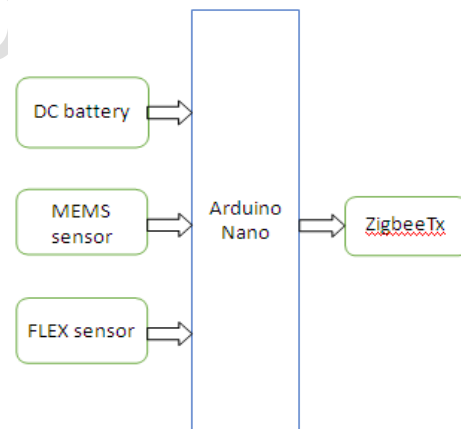 DC battery
MEMS
sensor
FLEX sensor
Arduino
Nano
ZigbeeTx